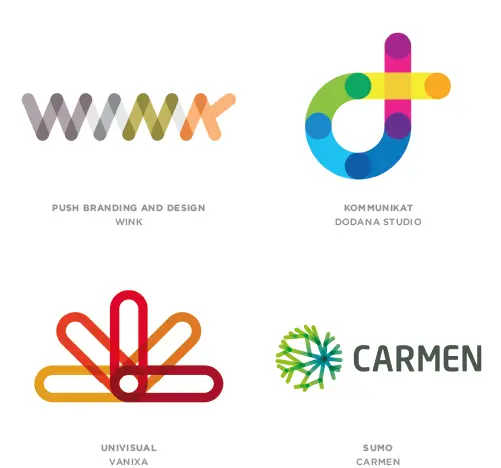 WINK
PUSH BRANDING AND DESIGN
WINK
d
KOMMUNIKAT
DODANA STUDIO
UNIVISUAL
VANIXA
CARMEN
SUMO
CARMEN